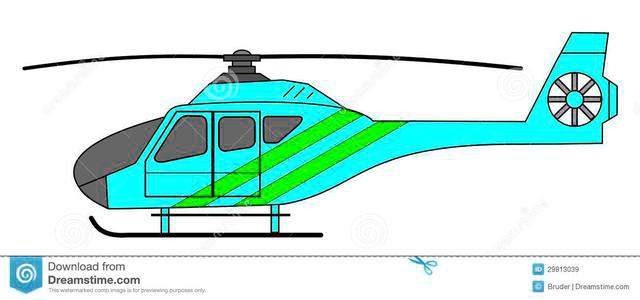 Download from
Dreamstime.com
This watermarked comp image is for previewing purposes only.
ID 29813039
Bruder | Dreamstime.com